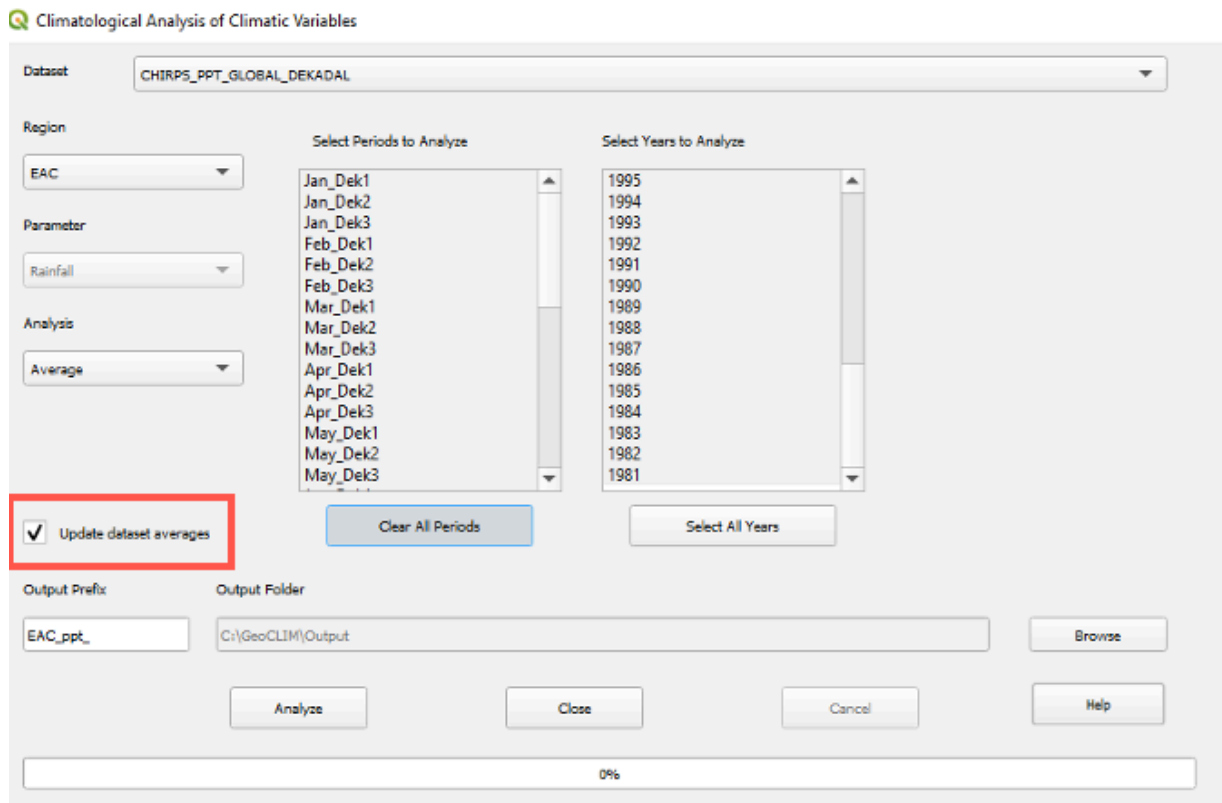 Climatological Analysis of Climatic Variables
Dataset
CHIRPS_PPT_GLOBAL_DEKADAL
Region
EAC
Parameter
Rainfall
Analysis
Average
Select Periods to Analyze
Jan_Dek1
Jan_Dek2
Jan_Dek3
Feb_Dek1
Feb_Dek2
Feb_Dek3
Mar_Dek1
Mar_Dek2
Mar_Dek3
Apr_Dek1
Apr_Dek2
Apr_Dek3
May_Dek1
May_Dek2
May_Dek3
Clear All Periods
Select Years to Analyze
1995
1994
1993
1992
1991
1990
1989
1988
1987
1986
1985
1984
1983
1982
1981
Select All Years
Update dataset averages
Output Prefix
EAC_ppt_
Output Folder
C:\GeoCLIM\Output
Browse
Analyze
Close
Cancel
Help
0%